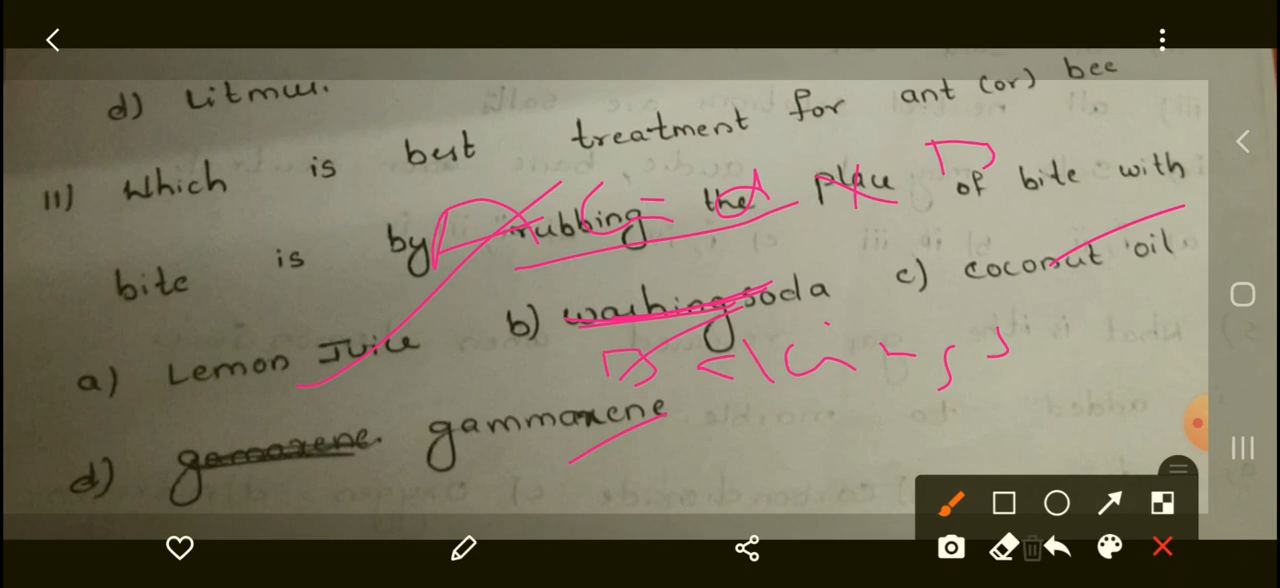 d) Litmus.
11) Which is best treatment for ant (or) bee
bite is by rubbing the place of bite with
a) Lemon Juice b) washing soda c) coconut oil
d) gamaxene. gammaxene